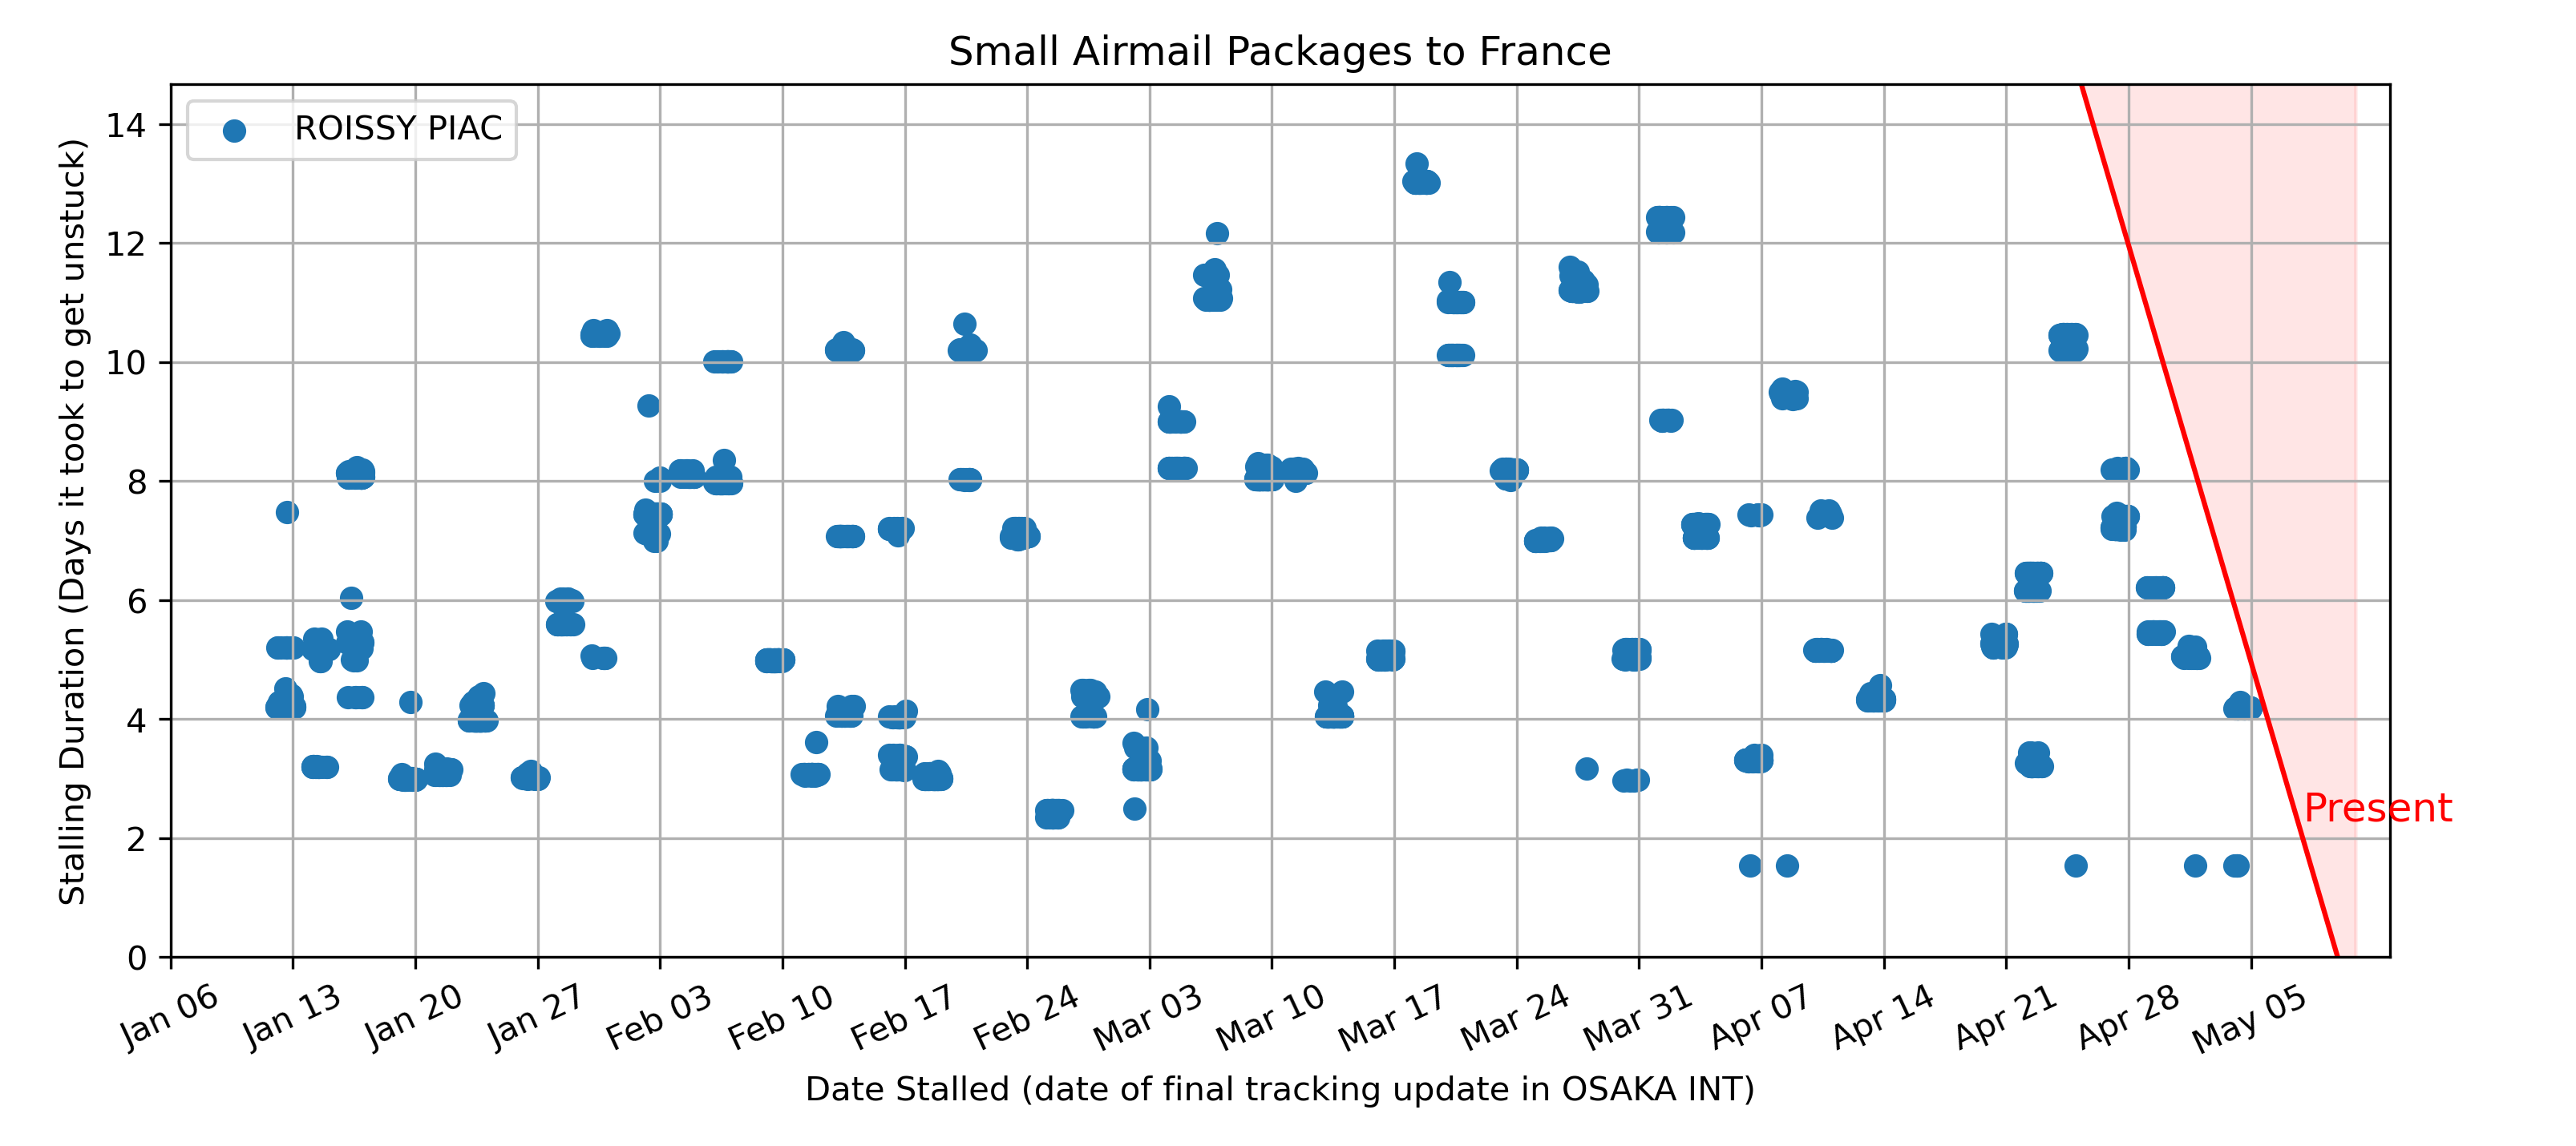 Small Airmail Packages to France
ROISSY PIAC
Stalling Duration (Days it took to get unstuck)
14
12
10
8
6
4
2
0
Present
Jan 06
Jan 13
Jan 20
Jan 27
Feb 03
Feb 10
Feb 17
Feb 24
Mar 03
Mar 10
Mar 17
Mar 24
Mar 31
Apr 07
Apr 14
Apr 21
Apr 28
May 05
Date Stalled (date of final tracking update in OSAKA INT)